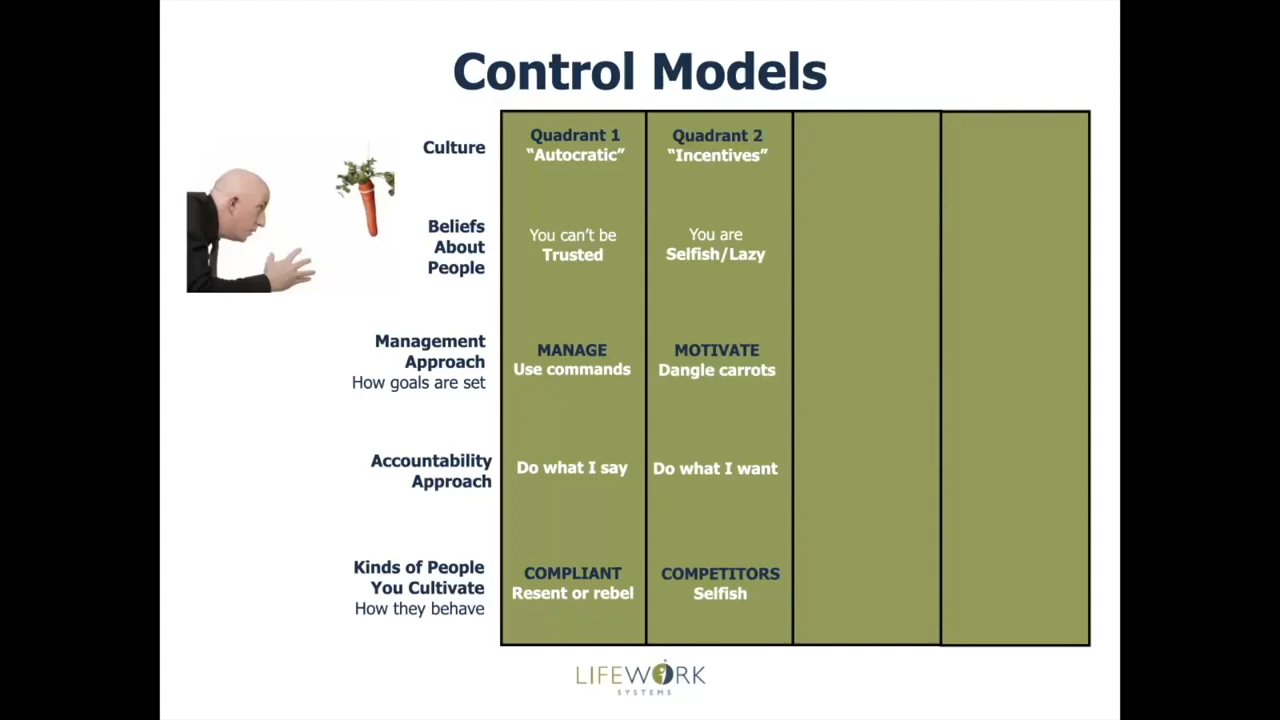 Control Models
Culture
Quadrant 1
“Autocratic”
Quadrant 2
“Incentives”
Beliefs
About
People
You can’t be
Trusted
You are
Selfish/Lazy
Management
Approach
How goals are set
MANAGE
Use commands
MOTIVATE
Dangle carrots
Accountability
Approach
Do what I say
Do what I want
Kinds of People
You Cultivate
How they behave
COMPLIANT
Resent or rebel
COMPETITORS
Selfish
LIFEWORK
SYSTEMS